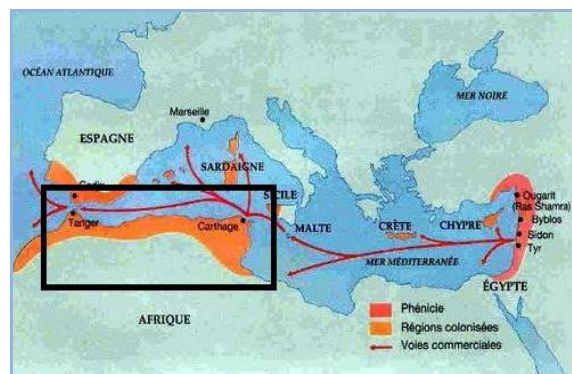 OCÉAN ATLANTIQUE
MER NOIRE
Marseille
ESPAGNE
SARDAIGNE
SICILE
Cadix
Tanger
Carthage
MALTE
CRÈTE
CHYPRE
Ougarit
(Ras Shamra)
Byblos
Sidon
Tyr
MER MÉDITERRANÉE
ÉGYPTE
AFRIQUE
Phénicie
Régions colonisées
Voies commerciales